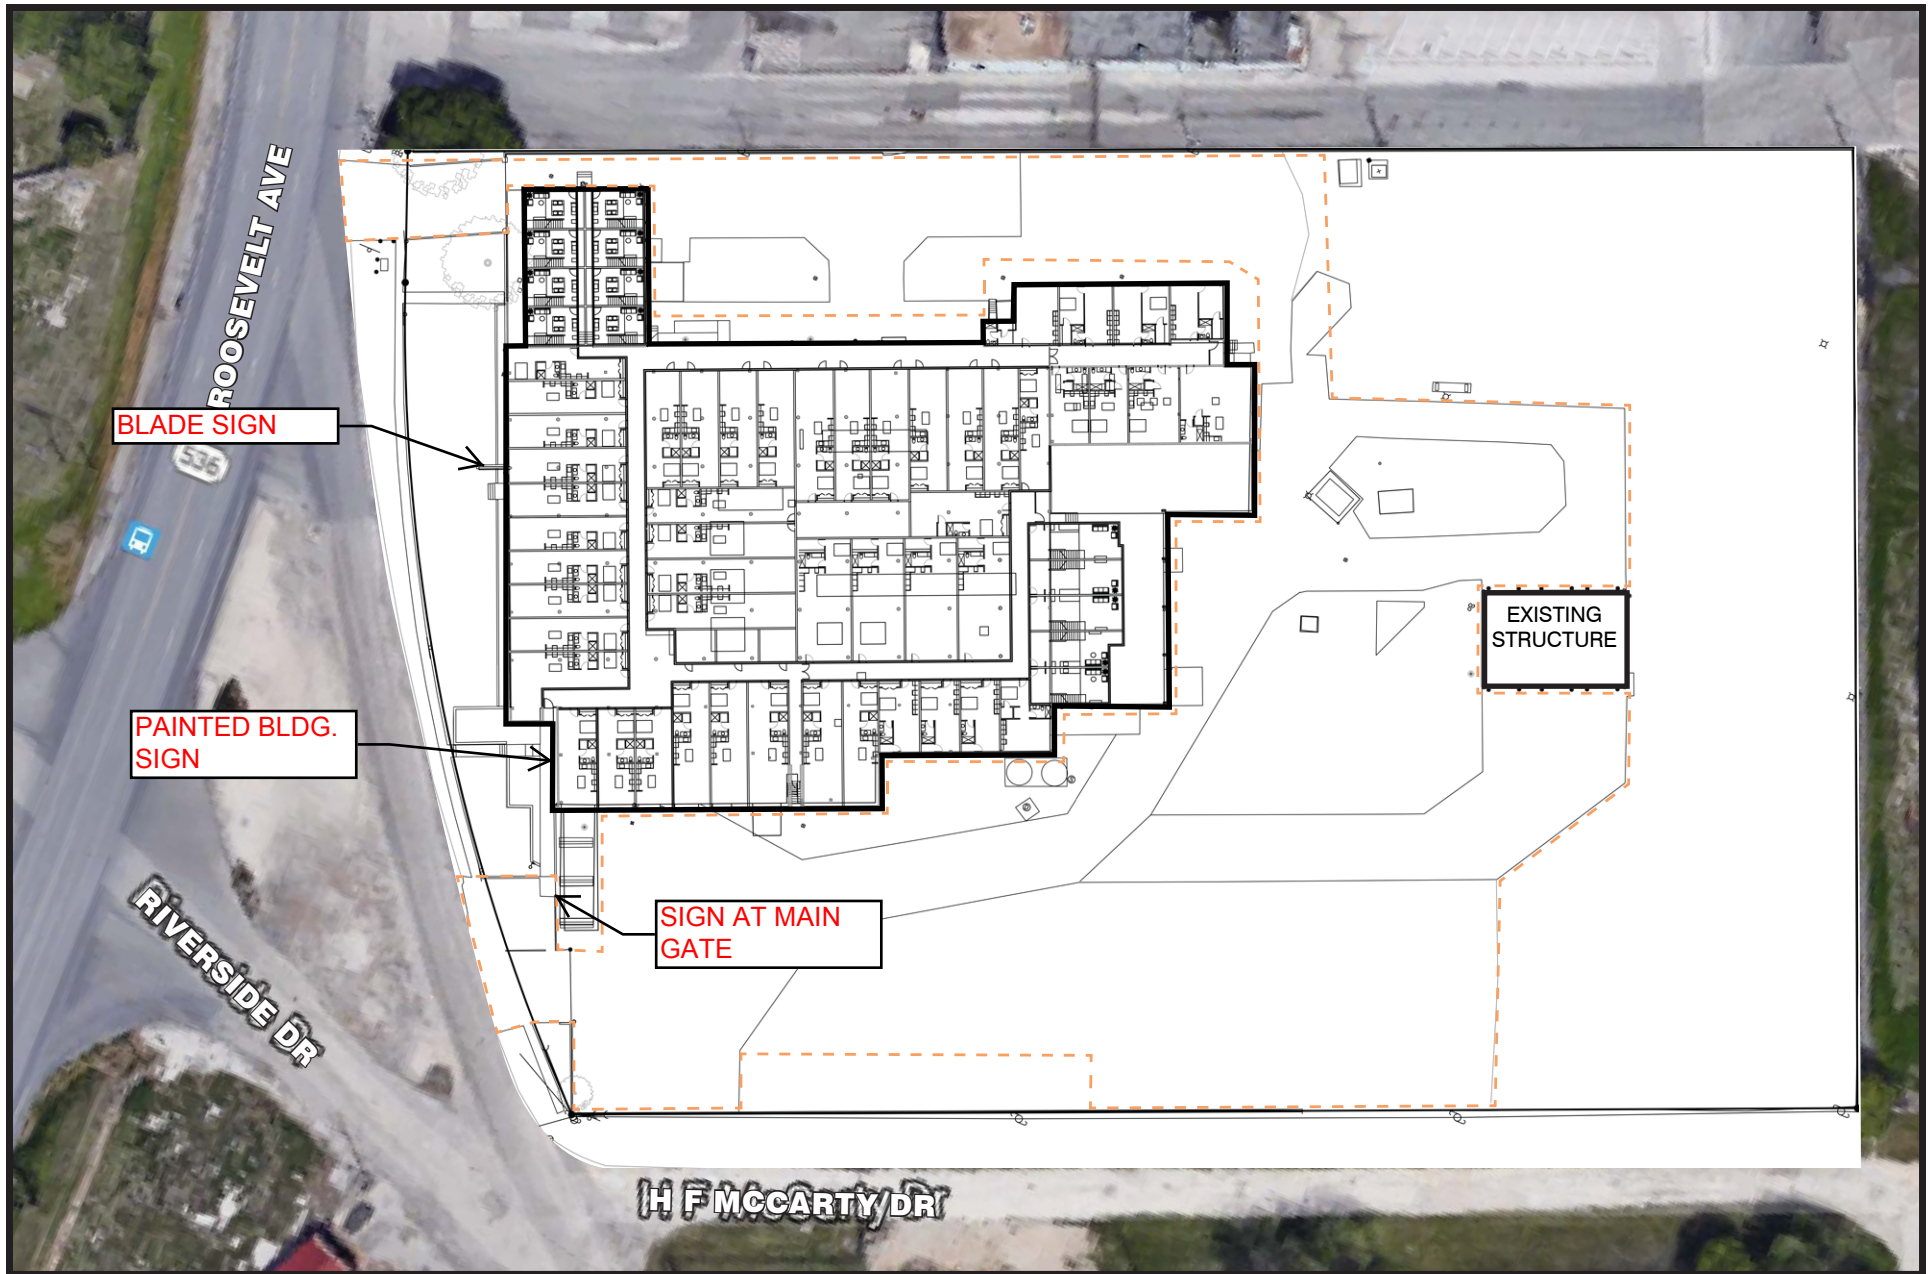 ROOSEVELT AVE
BLADE SIGN
536
EXISTING
STRUCTURE
PAINTED BLDG.
SIGN
RIVERSIDE DR
SIGN AT MAIN
GATE
H F MCCARTY DR